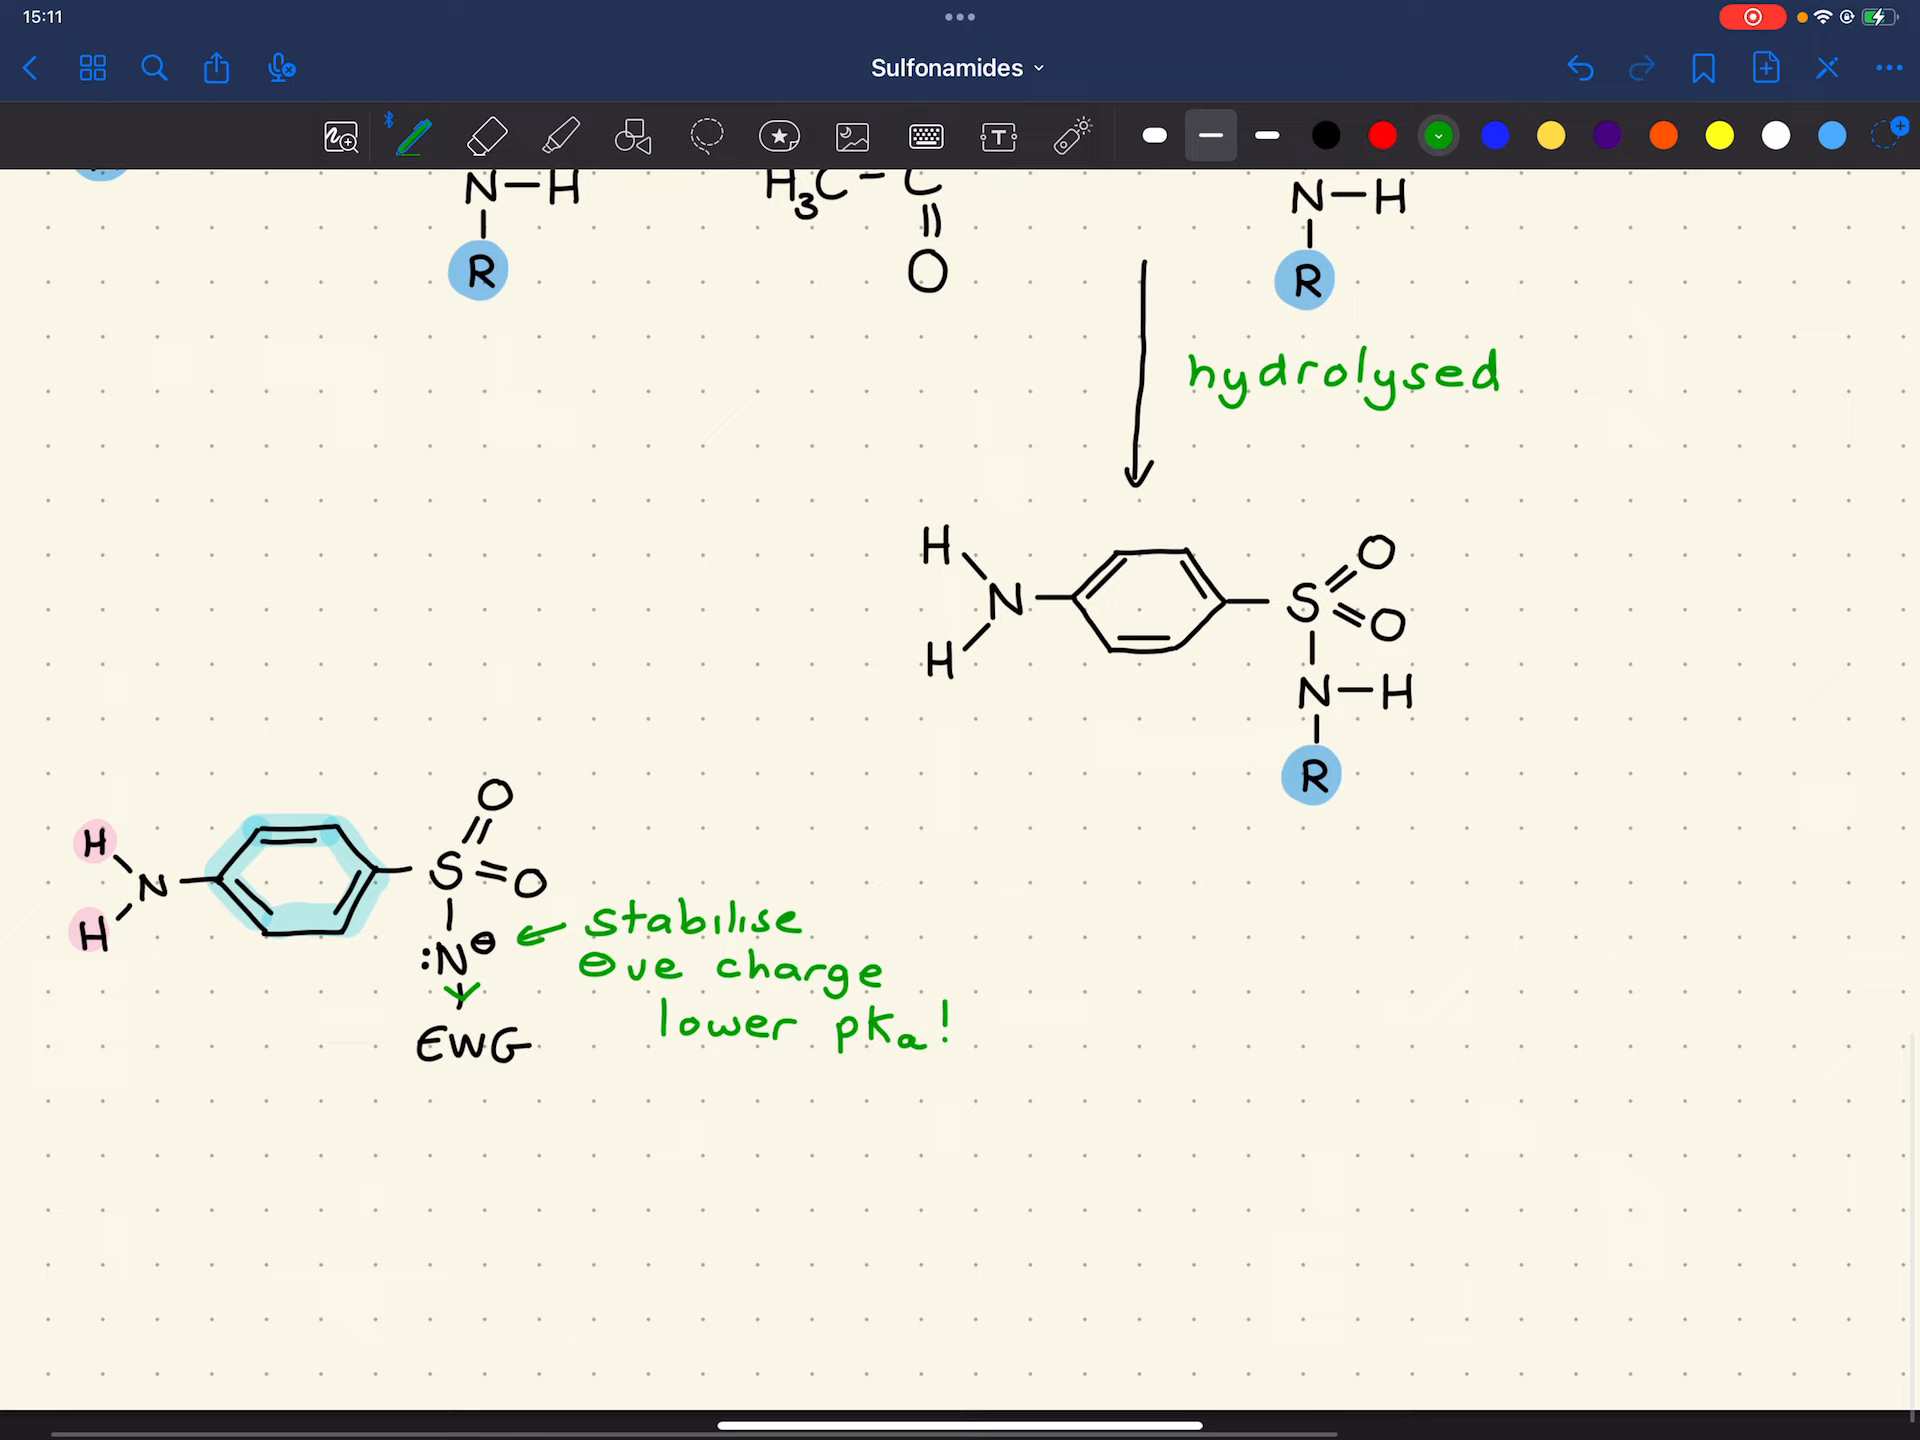 15:11
Sulfonamides
T
N-H
R
H3C-C
O
N-H
R
hydrolysed
H
N
H
S
O
O
N-H
R
H
N
H
S
O
O
:N⊖
EWG
stabilise
⊖ve charge
lower pKa!